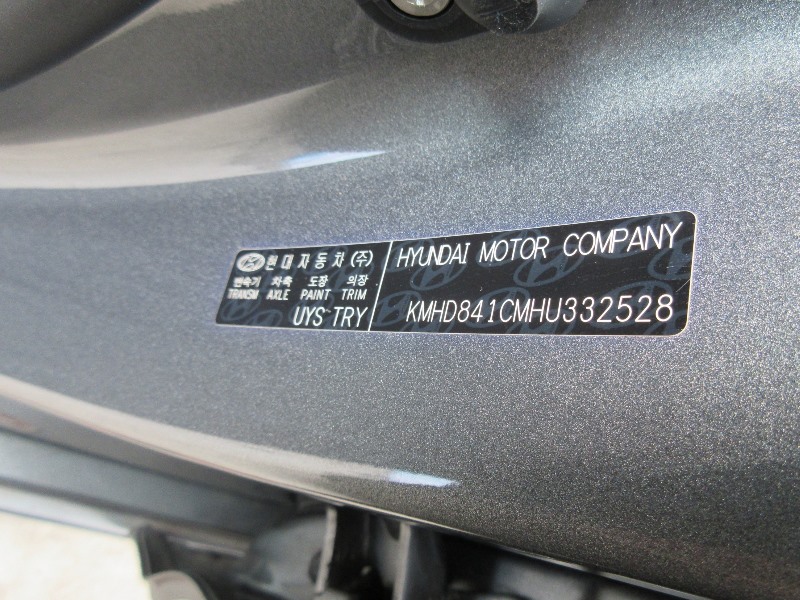 현대자동차(주)
변속기 차축 도장 의장
TRANSM AXLE PAINT TRIM
UYS TRY
HYUNDAI MOTOR COMPANY
KMHD841CMHU332528